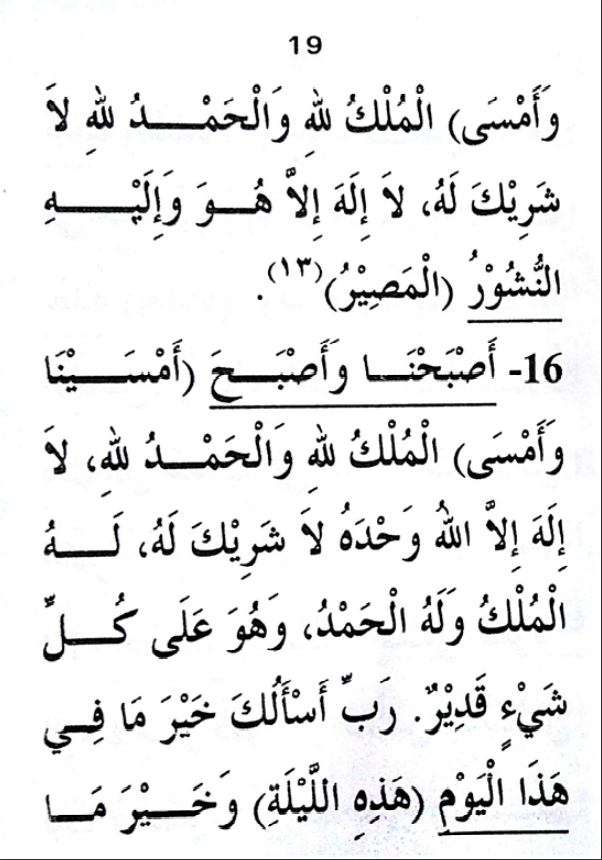 19
وَأَمْسَى) الْمُلْكُ للهِ وَالْحَمْدُ للهِ لاَ
شَرِيْكَ لَهُ، لاَ إِلَهَ إِلاَّ هُوَ وَإِلَيْهِ
النُّشُوْرُ (الْمَصِيْرُ)(١٣).
16- أَصْبَحْنَا وَأَصْبَحَ (أَمْسَيْنَا
وَأَمْسَى) الْمُلْكُ للهِ وَالْحَمْدُ للهِ، لاَ
إِلَهَ إِلاَّ اللهُ وَحْدَهُ لاَ شَرِيْكَ لَهُ، لَهُ
الْمُلْكُ وَلَهُ الْحَمْدُ، وَهُوَ عَلَى كُلِّ
شَيْءٍ قَدِيْرٌ. رَبِّ أَسْأَلُكَ خَيْرَ مَا فِي
هَذَا الْيَوْمِ (هَذِهِ اللَّيْلَةِ) وَخَيْرَ مَا